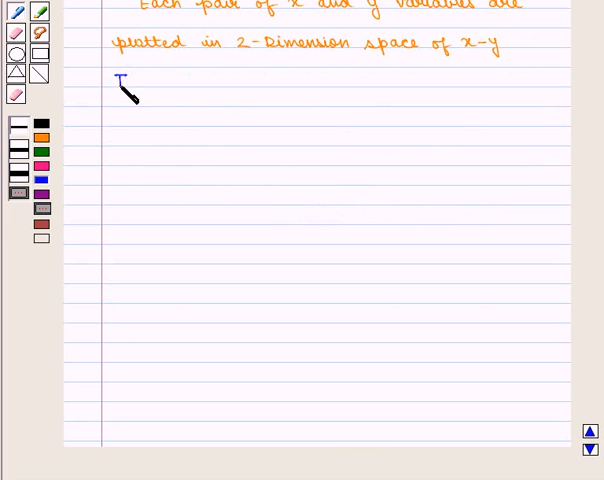 Each pair of x and y variables are
plotted in 2-Dimension space of x-y
T